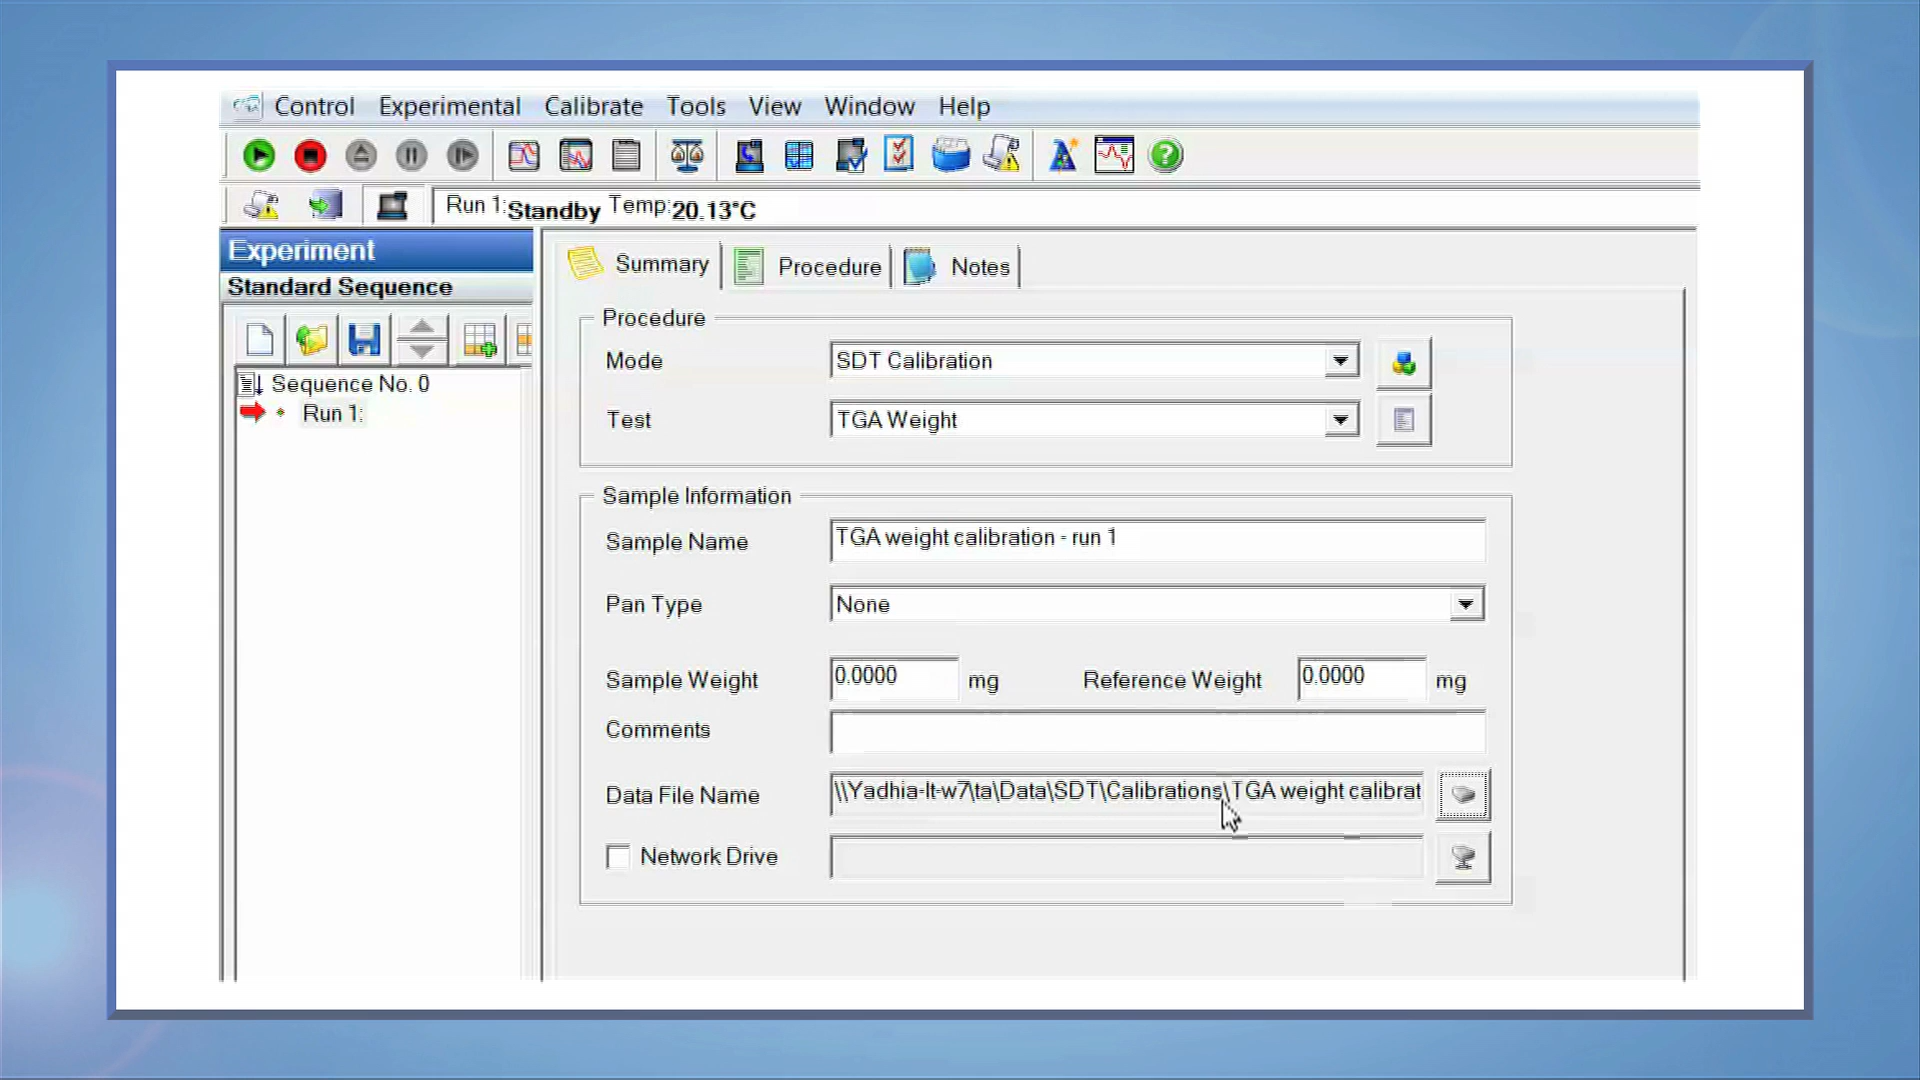 Control Experimental Calibrate Tools View Window Help
Run 1: Standby Temp: 20.13°C
Experiment
Standard Sequence
Sequence No. 0
Run 1:
Summary Procedure Notes
Procedure
Mode SDT Calibration
Test TGA Weight
Sample Information
Sample Name TGA weight calibration - run 1
Pan Type None
Sample Weight 0.0000 mg Reference Weight 0.0000 mg
Comments
Data File Name \\Yadhia-lt-w7\ta\Data\SDT\Calibrations\TGA weight calibrat
Network Drive